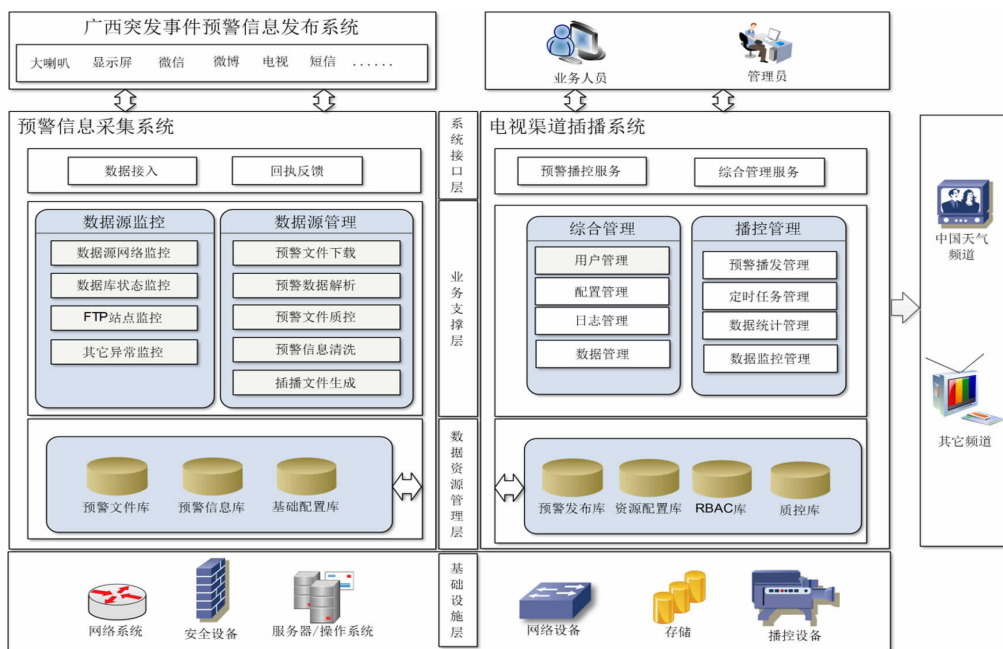 广西突发事件预警信息发布系统
大喇叭 显示屏 微信 微博 电视 短信 ......
业务人员
管理员
预警信息采集系统
数据接入
回执反馈
数据源监控
数据源网络监控
数据库状态监控
FTP站点监控
其它异常监控
数据源管理
预警文件下载
预警数据解析
预警文件质控
预警信息清洗
插播文件生成
预警文件库
预警信息库
基础配置库
系统接口层
业务支撑层
数据资源管理层
基础设施层
电视渠道插播系统
预警播控服务
综合管理服务
综合管理
用户管理
配置管理
日志管理
数据管理
播控管理
预警播发管理
定时任务管理
数据统计管理
数据监控管理
预警发布库
资源配置库
RBAC库
质控库
中国天气
频道
其它频道
网络系统
安全设备
服务器/操作系统
网络设备
存储
播控设备